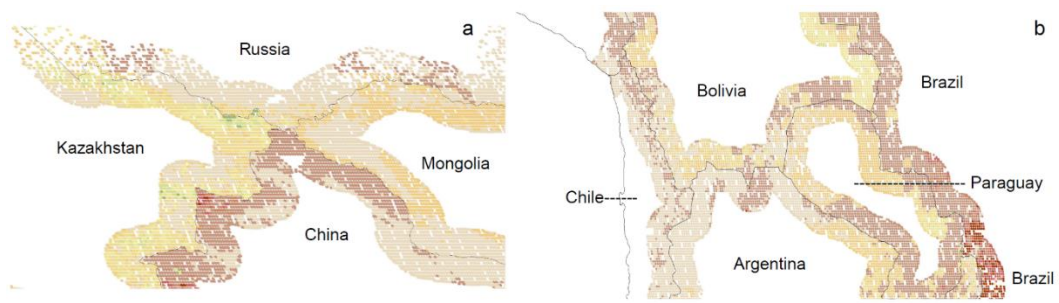 a
Russia
Kazakhstan
Mongolia
China
b
Bolivia
Brazil
Chile
Paraguay
Argentina
Brazil